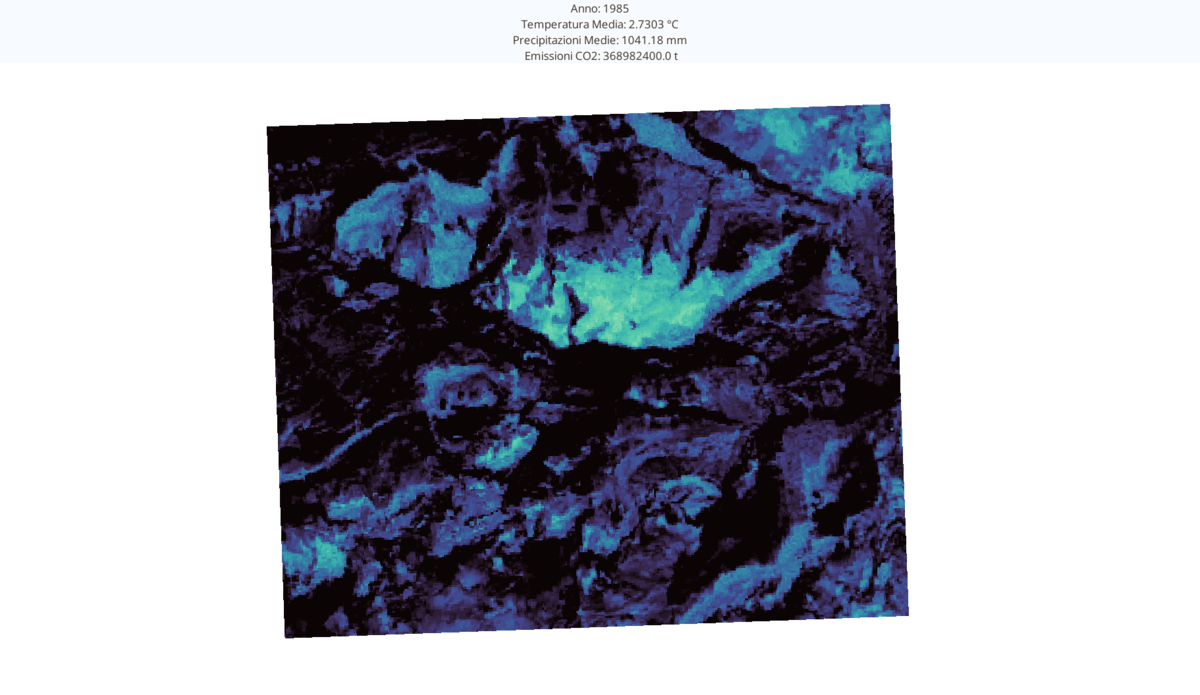 Anno: 1985
Temperatura Media: 2.7303 °C
Precipitazioni Medie: 1041.18 mm
Emissioni CO2: 368982400.0 t